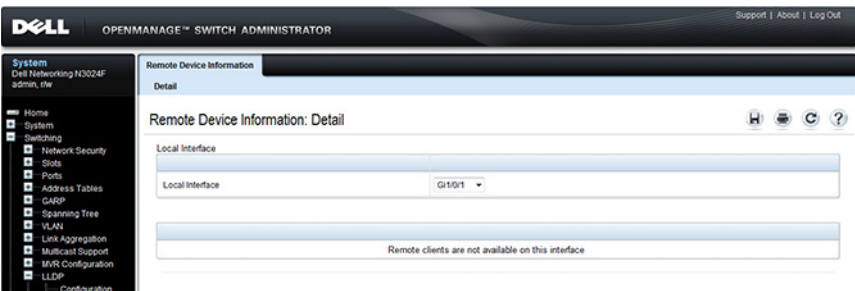 Support | About | Log Out
DELL OPENMANAGE™ SWITCH ADMINISTRATOR
System
Dell Networking N3024F
admin, r/w
Home
System
Switching
Network Security
Slots
Ports
Address Tables
GARP
Spanning Tree
VLAN
Link Aggregation
Multicast Support
MVR Configuration
LLDP
Configuration
Remote Device Information
Detail
Remote Device Information: Detail
Local Interface
Local Interface Gi1/0/1
Remote clients are not available on this interface